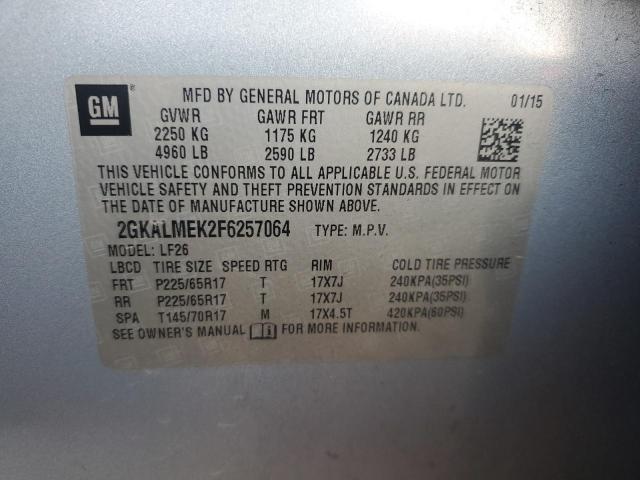 GM
MFD BY GENERAL MOTORS OF CANADA LTD. 01/15
GVWR GAWR FRT GAWR RR
2250 KG 1175 KG 1240 KG
4960 LB 2590 LB 2733 LB
THIS VEHICLE CONFORMS TO ALL APPLICABLE U.S. FEDERAL MOTOR
VEHICLE SAFETY AND THEFT PREVENTION STANDARDS IN EFFECT ON
THE DATE OF MANUFACTURE SHOWN ABOVE.
2GKALMEK2F6257064 TYPE: M.P.V.
MODEL: LF26
LBCD TIRE SIZE SPEED RTG RIM COLD TIRE PRESSURE
FRT P225/65R17 T 17X7J 240KPA(35PSI)
RR P225/65R17 T 17X7J 240KPA(35PSI)
SPA T145/70R17 M 17X4.5T 420KPA(60PSI)
SEE OWNER'S MANUAL FOR MORE INFORMATION.